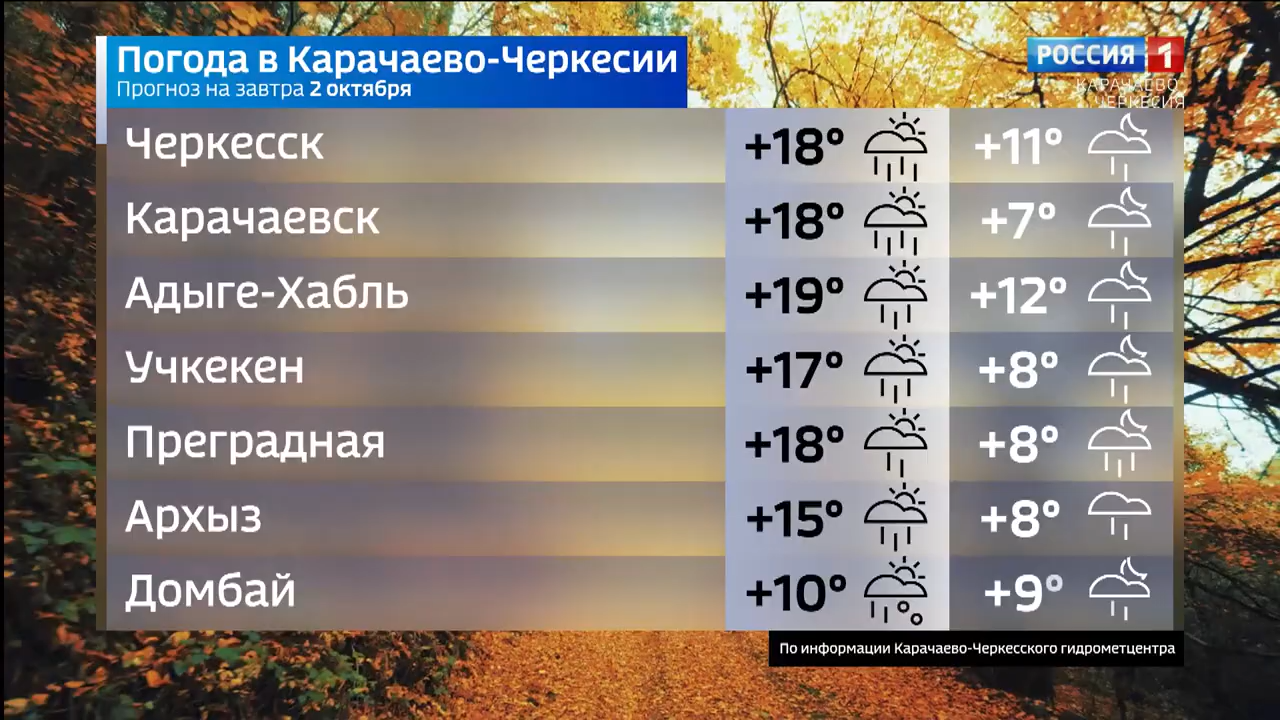 Погода в Карачаево-Черкесии
Прогноз на завтра 2 октября
РОССИЯ 1
КАРАЧАЕВО-
ЧЕРКЕСИЯ
Черкесск +18° +11°
Карачаевск +18° +7°
Адыге-Хабль +19° +12°
Учкекен +17° +8°
Преградная +18° +8°
Архыз +15° +8°
Домбай +10° +9°
По информации Карачаево-Черкесского гидрометцентра